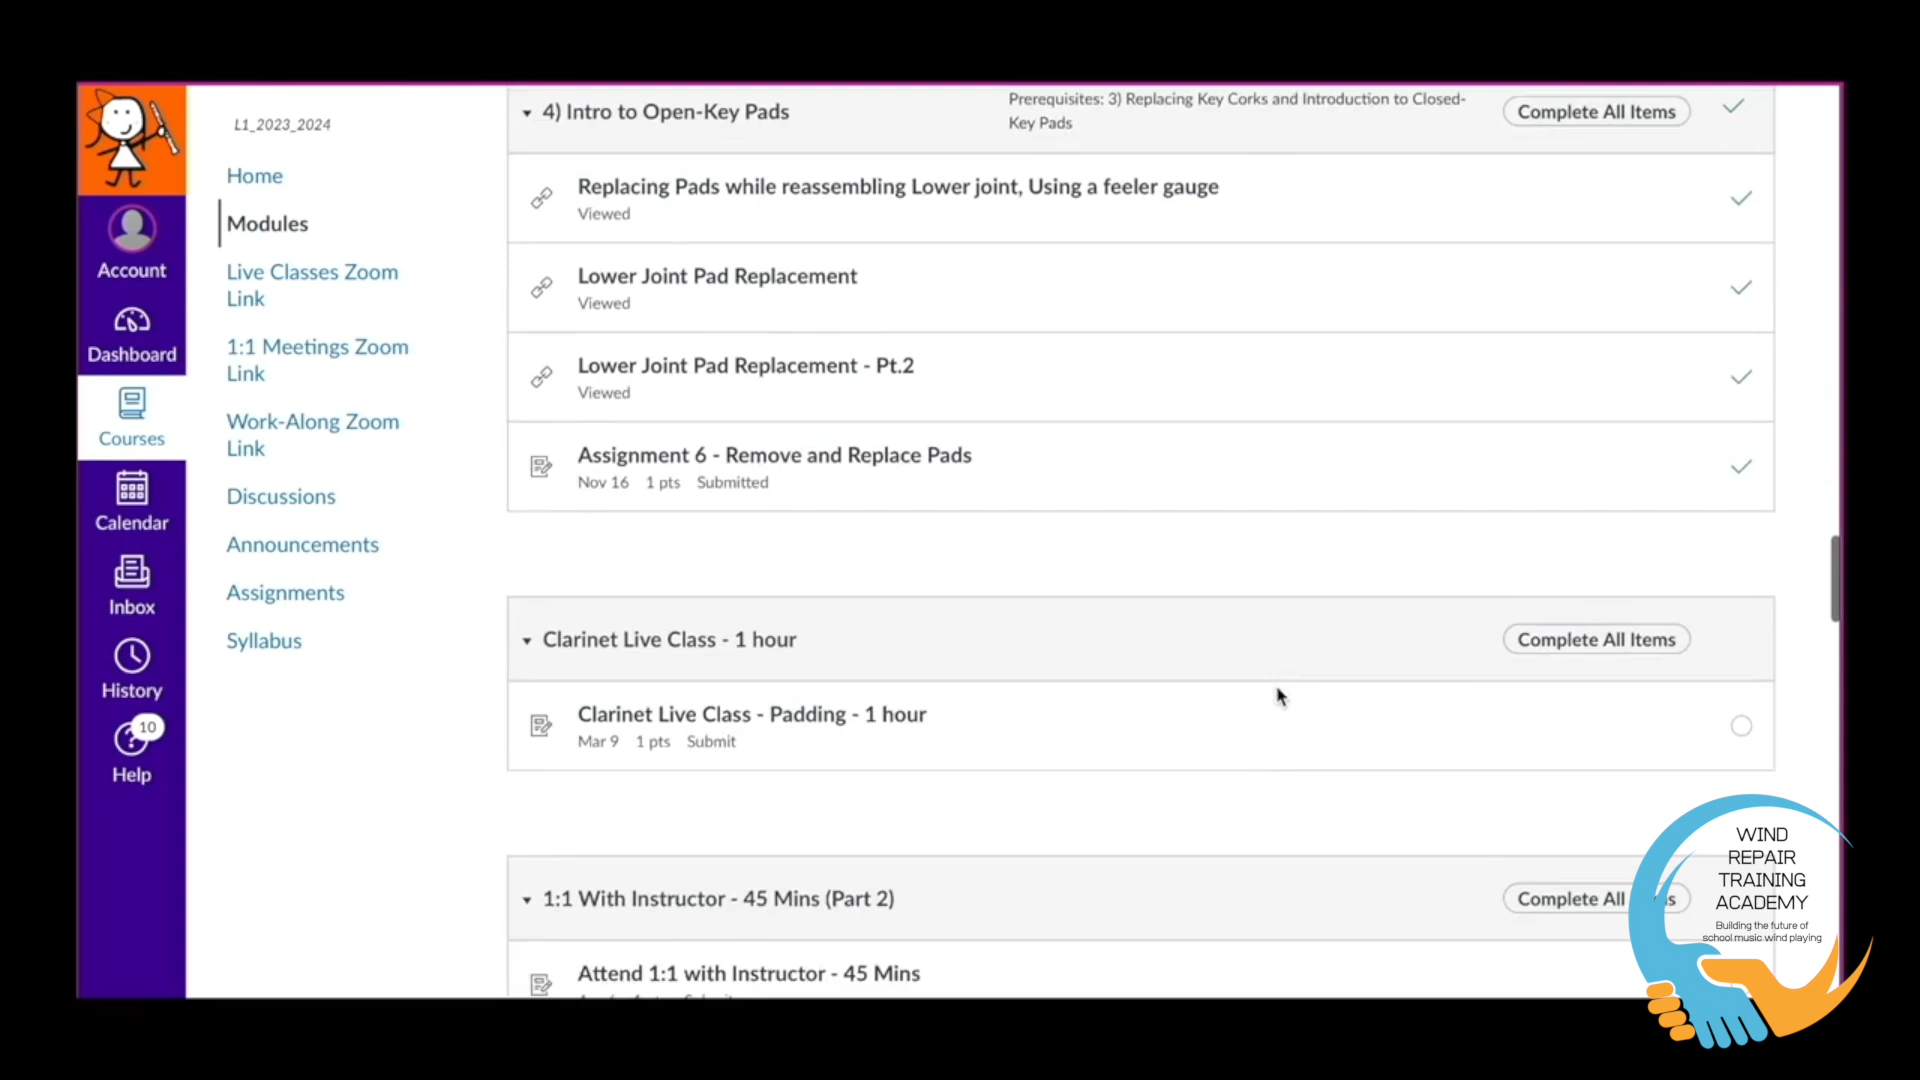 L1_2023_2024
Home
Modules
Live Classes Zoom
Link
1:1 Meetings Zoom
Link
Work-Along Zoom
Link
Discussions
Announcements
Assignments
Syllabus
Account
Dashboard
Courses
Calendar
Inbox
History
10
Help
4) Intro to Open-Key Pads
Prerequisites: 3) Replacing Key Corks and Introduction to Closed-
Key Pads
Complete All Items
Replacing Pads while reassembling Lower joint, Using a feeler gauge
Viewed
Lower Joint Pad Replacement
Viewed
Lower Joint Pad Replacement - Pt.2
Viewed
Assignment 6 - Remove and Replace Pads
Nov 16 1 pts Submitted
Clarinet Live Class - 1 hour
Complete All Items
Clarinet Live Class - Padding - 1 hour
Mar 9 1 pts Submit
1:1 With Instructor - 45 Mins (Part 2)
Complete All
Attend 1:1 with Instructor - 45 Mins
WIND
REPAIR
TRAINING
ACADEMY
Building the future of
school music wind playing